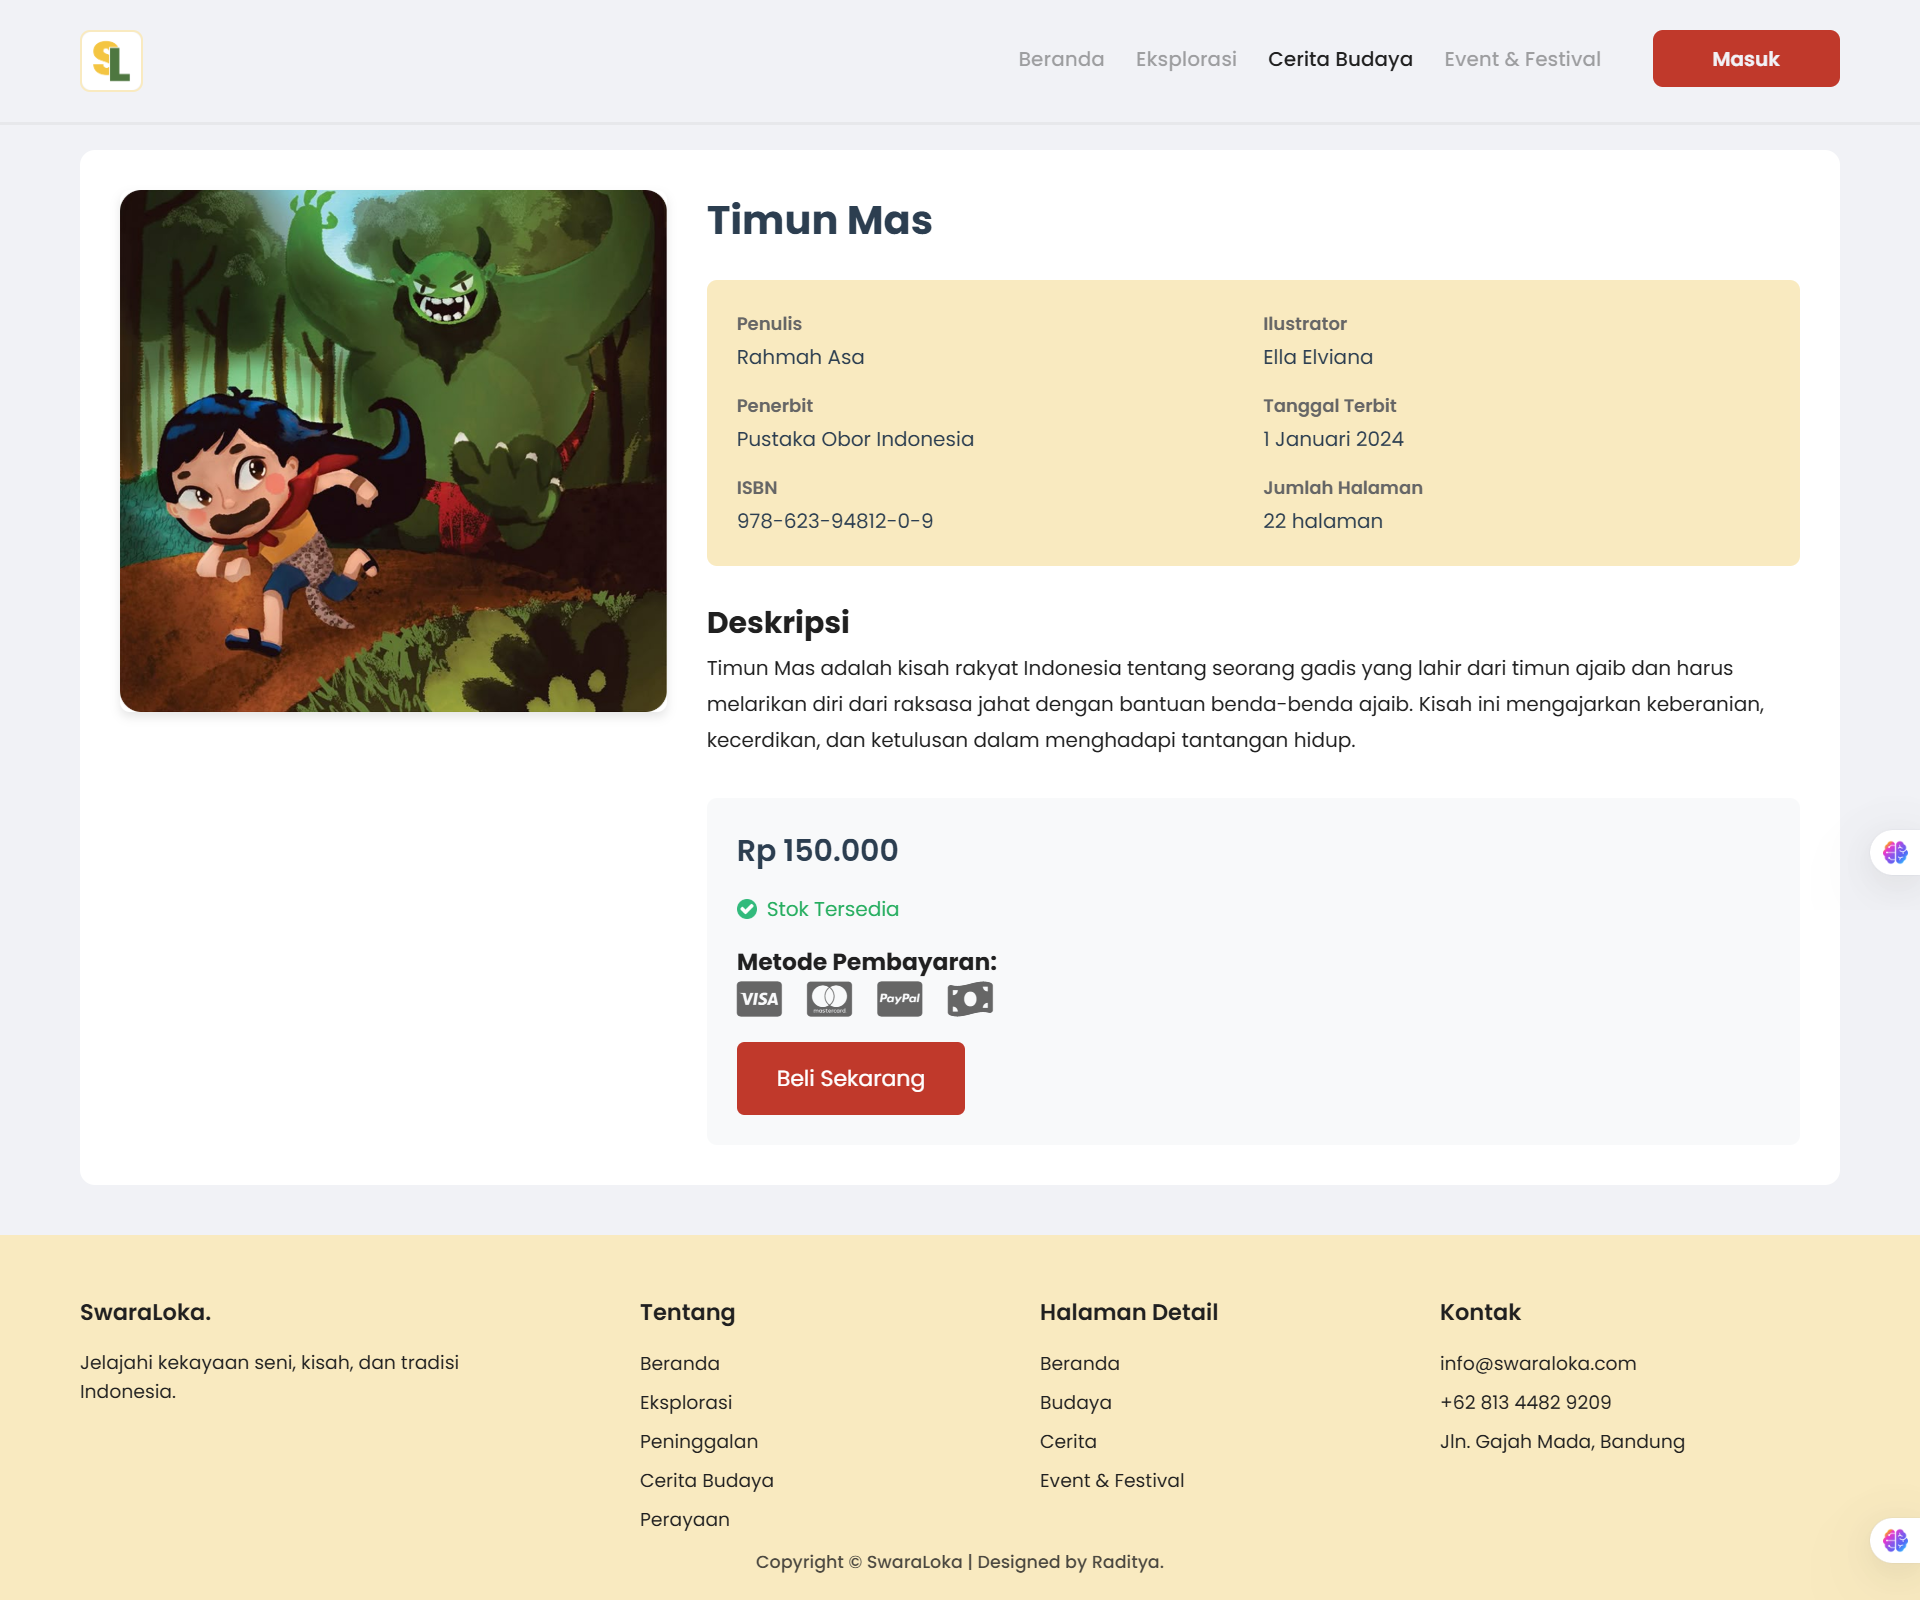 SL
Beranda Eksplorasi Cerita Budaya Event & Festival Masuk
Timun Mas
Penulis
Rahmah Asa
Ilustrator
Ella Elviana
Penerbit
Pustaka Obor Indonesia
Tanggal Terbit
1 Januari 2024
ISBN
978-623-94812-0-9
Jumlah Halaman
22 halaman
Deskripsi
Timun Mas adalah kisah rakyat Indonesia tentang seorang gadis yang lahir dari timun ajaib dan harus
melarikan diri dari raksasa jahat dengan bantuan benda-benda ajaib. Kisah ini mengajarkan keberanian,
kecerdikan, dan ketulusan dalam menghadapi tantangan hidup.
Rp 150.000
Stok Tersedia
Metode Pembayaran:
VISA mastercard PayPal
Beli Sekarang
SwaraLoka.
Jelajahi kekayaan seni, kisah, dan tradisi
Indonesia.
Tentang
Beranda
Eksplorasi
Peninggalan
Cerita Budaya
Perayaan
Halaman Detail
Beranda
Budaya
Cerita
Event & Festival
Kontak
info@swaraloka.com
+62 813 4482 9209
Jln. Gajah Mada, Bandung
Copyright © SwaraLoka | Designed by Raditya.